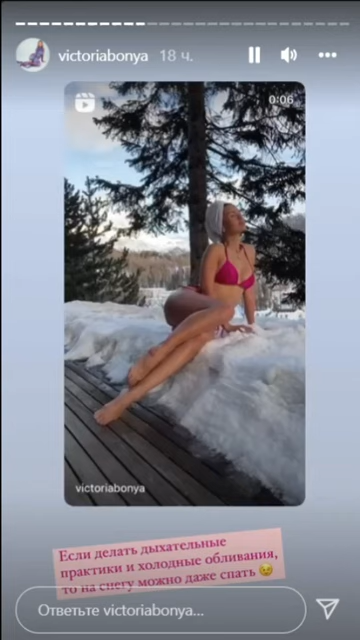 victoriabonya 18 ч.
0:06
victoriabonya
Если делать дыхательные
практики и холодные обливания,
то на снегу можно даже спать 😉
Ответьте victoriabonya...